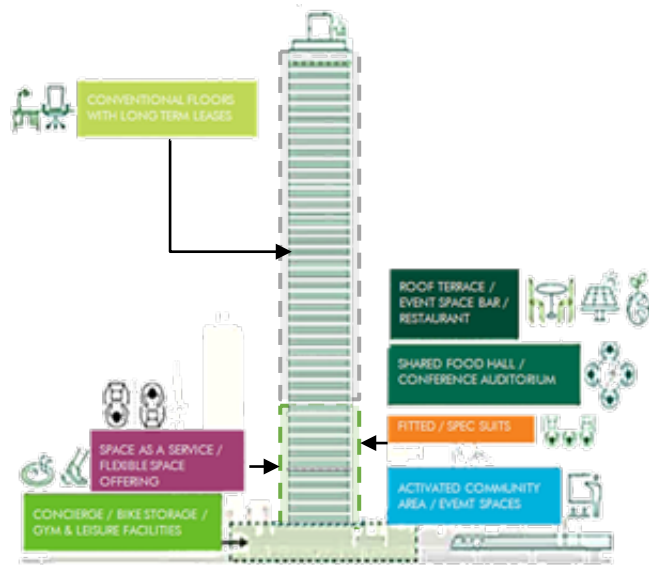 CONVENTIONAL FLOORS
WITH LONG TERM LEASES
ROOF TERRACE /
EVENT SPACE BAR /
RESTAURANT
SHARED FOOD HALL /
CONFERENCE AUDITORIUM
FITTED / SPEC SUITS
SPACE AS A SERVICE /
FLEXIBLE SPACE
OFFERING
ACTIVATED COMMUNITY
AREA / EVEMT SPACES
CONCIERGE / BIKE STORAGE /
GYM & LEISURE FACILITIES